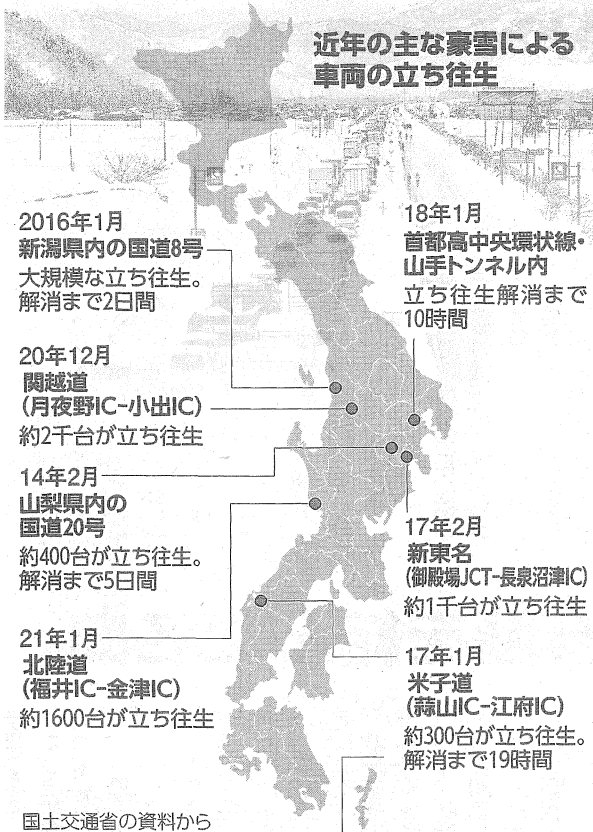 近年の主な豪雪による
車両の立ち往生
2016年1月
新潟県内の国道8号
大規模な立ち往生。
解消まで2日間
20年12月
関越道
(月夜野IC-小出IC)
約2千台が立ち往生
14年2月
山梨県内の
国道20号
約400台が立ち往生。
解消まで5日間
21年1月
北陸道
(福井IC-金津IC)
約1600台が立ち往生
18年1月
首都高中央環状線・
山手トンネル内
立ち往生解消まで
10時間
17年2月
新東名
(御殿場JCT-長泉沼津IC)
約1千台が立ち往生
17年1月
米子道
(蒜山IC-江府IC)
約300台が立ち往生。
解消まで19時間
国土交通省の資料から